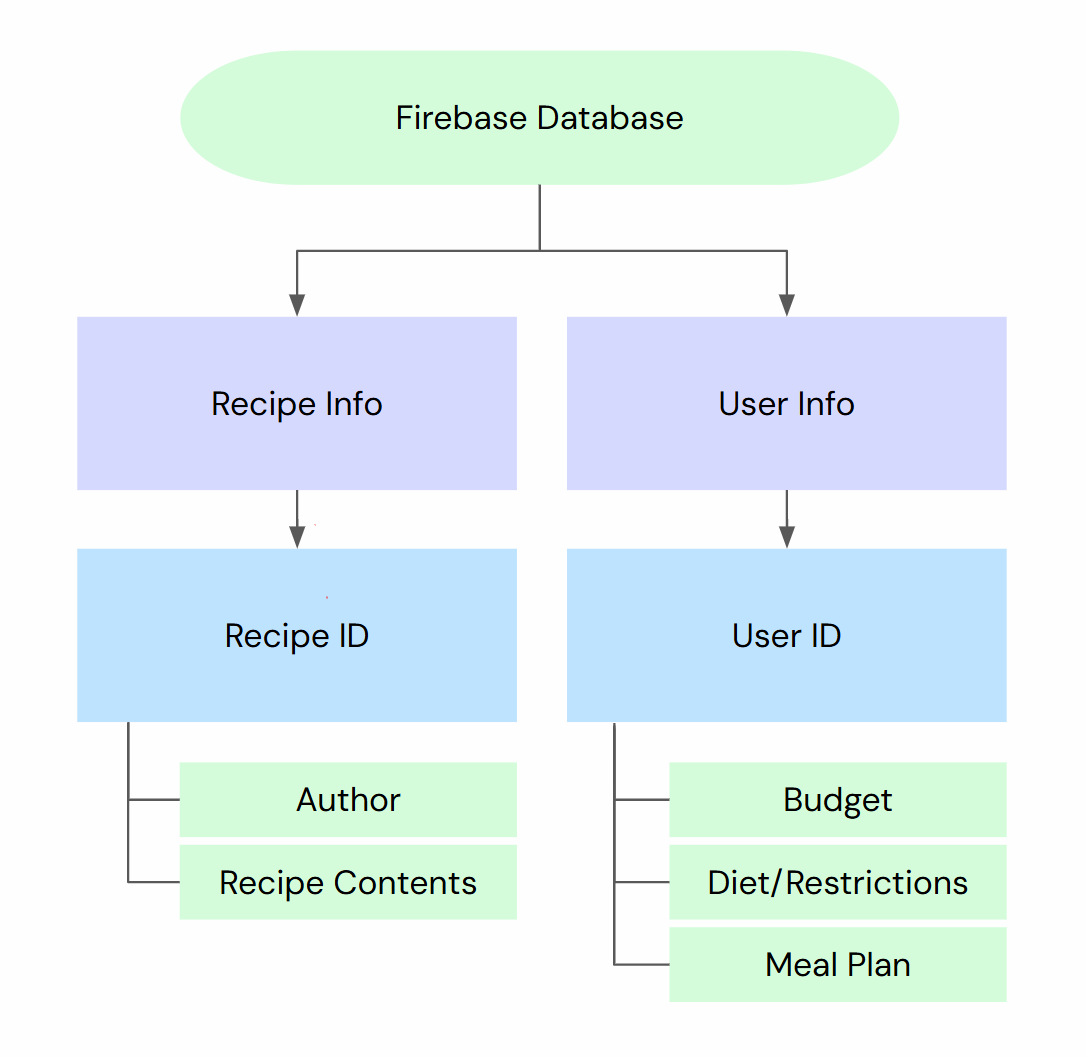 Firebase Database
Recipe Info
User Info
Recipe ID
User ID
Author
Recipe Contents
Budget
Diet/Restrictions
Meal Plan